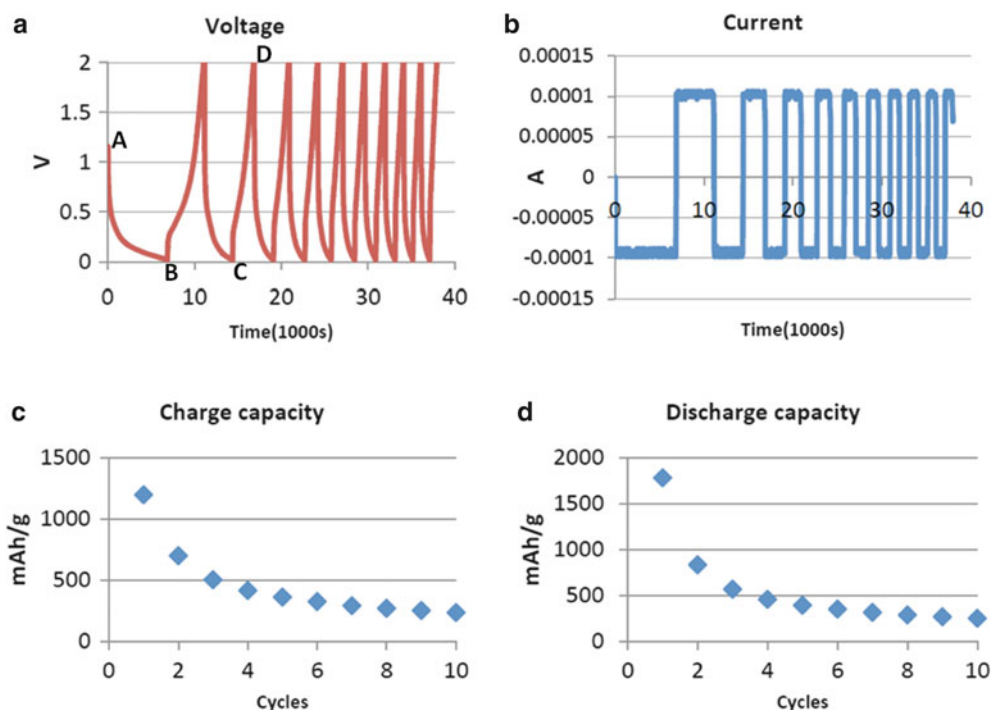 a
Voltage
D
2
1.5
A
1
V
0.5
0
B
C
0
10
20
30
40
Time(1000s)
b
Current
0.00015
0.0001
0.00005
A
0
0
10
20
30
40
-0.00005
-0.0001
-0.00015
Time(1000s)
c
Charge capacity
1500
1000
mAh/g
500
0
0
2
4
6
8
10
Cycles
d
Discharge capacity
2000
1500
mAh/g
1000
500
0
0
2
4
6
8
10
Cycles